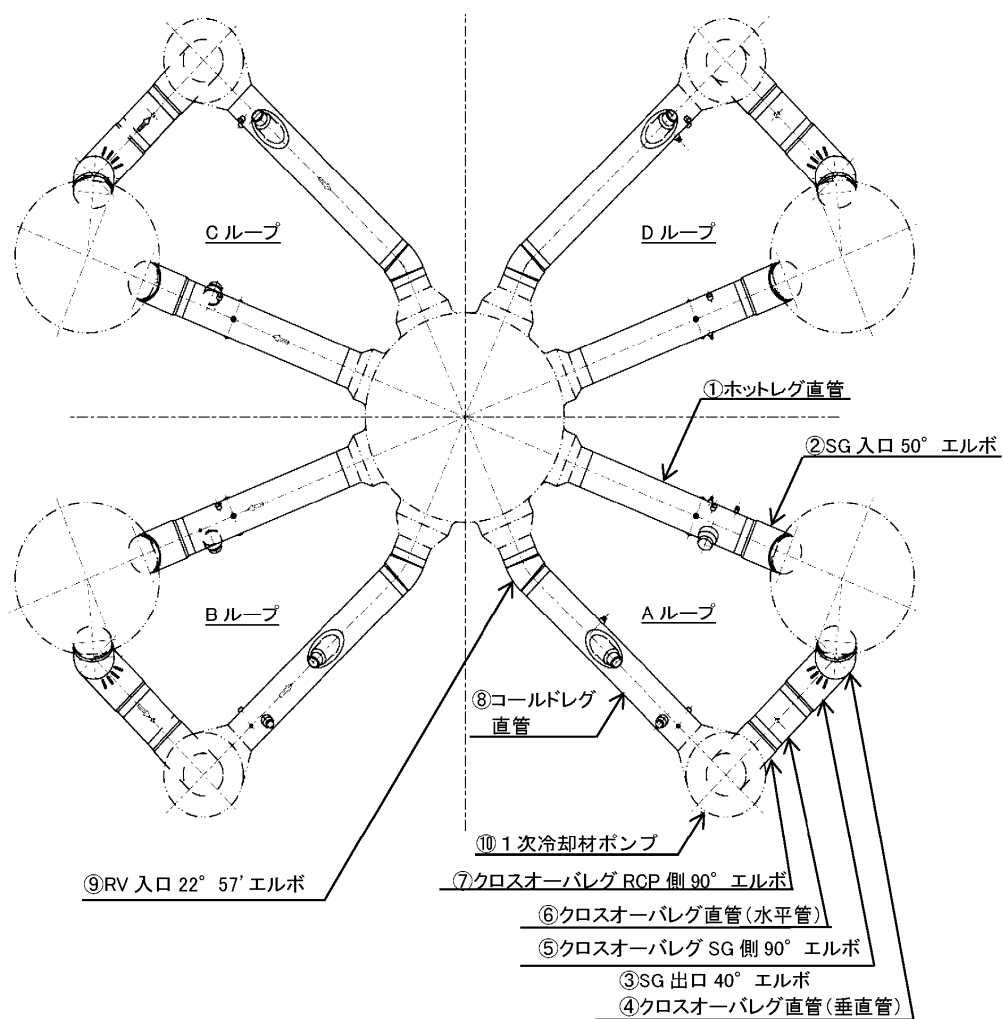 C ループ
D ループ
①ホットレグ直管
②SG 入口 50° エルボ
B ループ
A ループ
⑧コールドレグ
直管
⑩１次冷却材ポンプ
⑨RV 入口 22° 57' エルボ
⑦クロスオーバレグ RCP 側 90° エルボ
⑥クロスオーバレグ直管(水平管)
⑤クロスオーバレグ SG 側 90° エルボ
③SG 出口 40° エルボ
④クロスオーバレグ直管(垂直管)